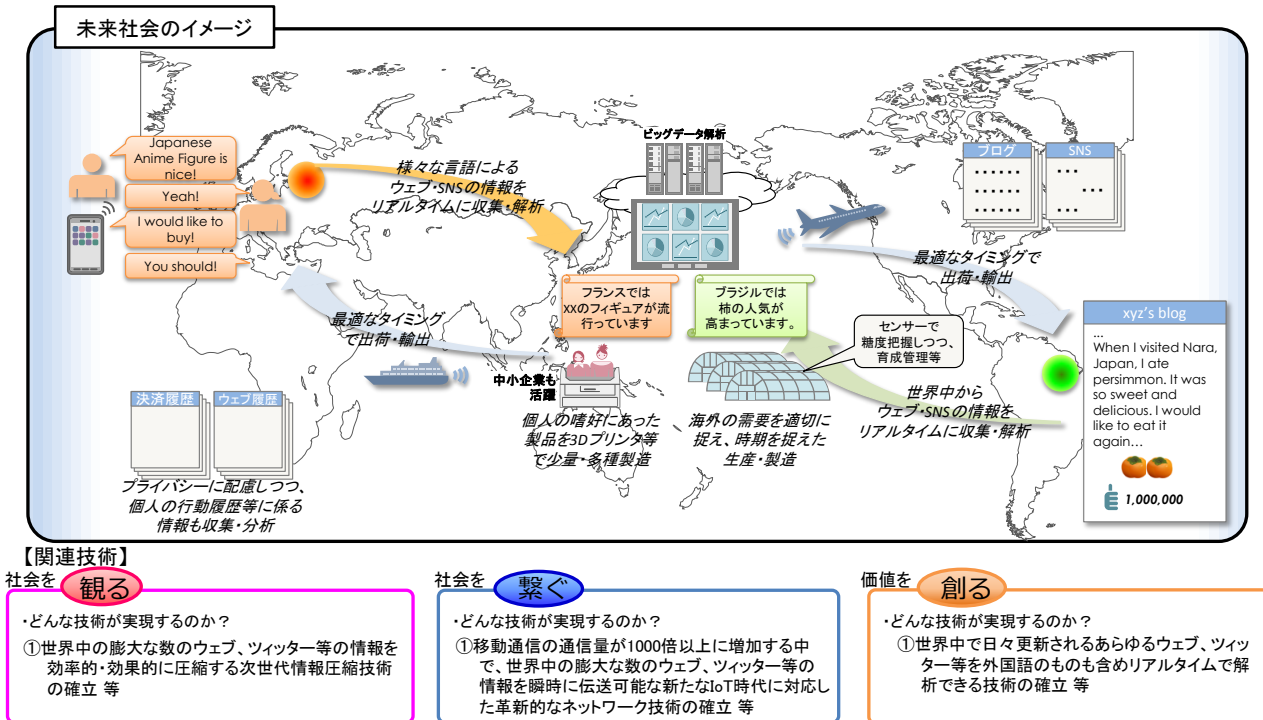 未来社会のイメージ
Japanese
Anime Figure is
nice!
Yeah!
I would like to
buy!
You should!
様々な言語による
ウェブ・SNSの情報を
リアルタイムに収集・解析
ビッグデータ解析
ブログ
SNS
最適なタイミングで
出荷・輸出
フランスでは
XXのフィギュアが流
行っています
ブラジルでは
柿の人気が
高まっています。
最適なタイミング
で出荷・輸出
センサーで
糖度把握しつつ、
育成管理等
xyz's blog
...
When I visited Nara,
Japan, I ate
persimmon. It was
so sweet and
delicious. I would
like to eat it
again…
1,000,000
中小企業も
活躍
個人の嗜好にあった
製品を3Dプリンタ等
で少量・多種製造
海外の需要を適切に
捉え、時期を捉えた
生産・製造
世界中から
ウェブ・SNSの情報を
リアルタイムに収集・解析
決済履歴
ウェブ履歴
プライバシーに配慮しつつ、
個人の行動履歴等に係る
情報も収集・分析
【関連技術】
社会を 観る
・どんな技術が実現するのか？
①世界中の膨大な数のウェブ、ツィッター等の情報を
効率的・効果的に圧縮する次世代情報圧縮技術
の確立 等
社会を 繋ぐ
・どんな技術が実現するのか？
①移動通信の通信量が1000倍以上に増加する中
で、世界中の膨大な数のウェブ、ツィッター等の
情報を瞬時に伝送可能な新たなIoT時代に対応し
た革新的なネットワーク技術の確立 等
価値を 創る
・どんな技術が実現するのか？
①世界中で日々更新されるあらゆるウェブ、ツィッ
ター等を外国語のものも含めリアルタイムで解
析できる技術の確立 等